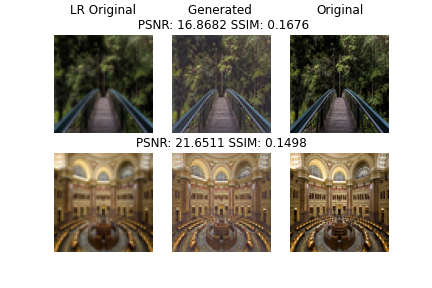 LR Original
Generated
Original
PSNR: 16.8682 SSIM: 0.1676
PSNR: 21.6511 SSIM: 0.1498